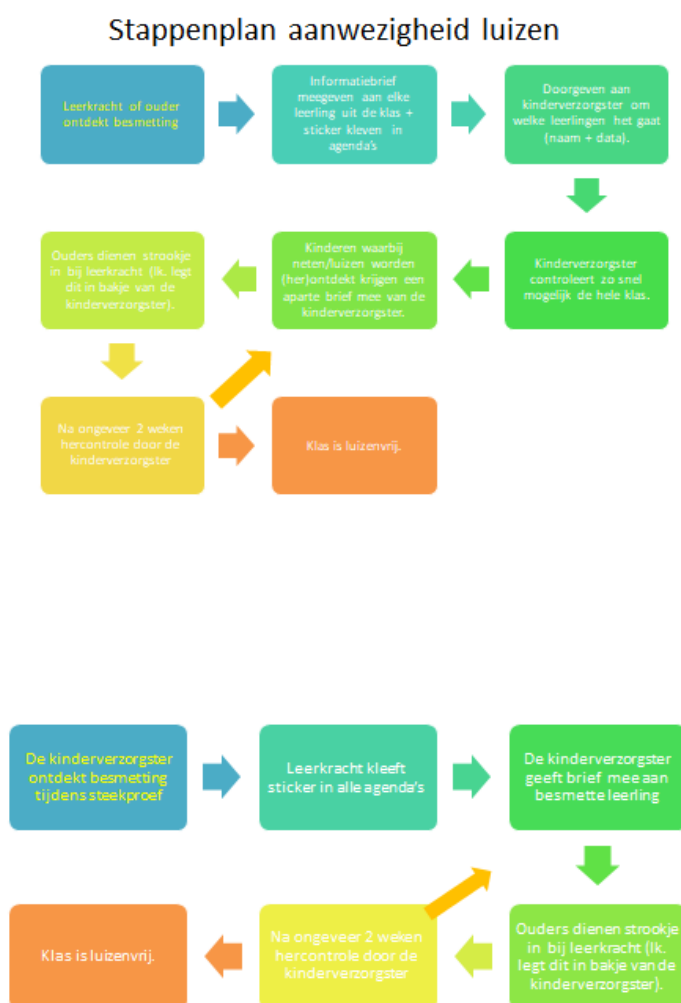 Stappenplan aanwezigheid luizen
Leerkracht of ouder
ontdekt besmetting
Informatiebrief
meegeven aan elke
leerling uit de klas +
sticker kleven in
agenda's
Doorgeven aan
kinderverzorgster om
welke leerlingen het gaat
(naam + data).
Kinderverzorgster
controleert zo snel
mogelijk de hele klas.
Kinderen waarbij
neten/luizen worden
(her)ontdekt krijgen een
aparte brief mee van de
kinderverzorgster.
Ouders dienen strookje
in bij leerkracht (lk. legt
dit in bakje van de
kinderverzorgster).
Na ongeveer 2 weken
hercontrole door de
kinderverzorgster
Klas is luizenvrij.
De kinderverzorgster
ontdekt besmetting
tijdens steekproef
Leerkracht kleeft
sticker in alle agenda's
De kinderverzorgster
geeft brief mee aan
besmette leerling
Ouders dienen strookje
in bij leerkracht (lk.
legt dit in bakje van de
kinderverzorgster).
Na ongeveer 2 weken
hercontrole door de
kinderverzorgster
Klas is luizenvrij.